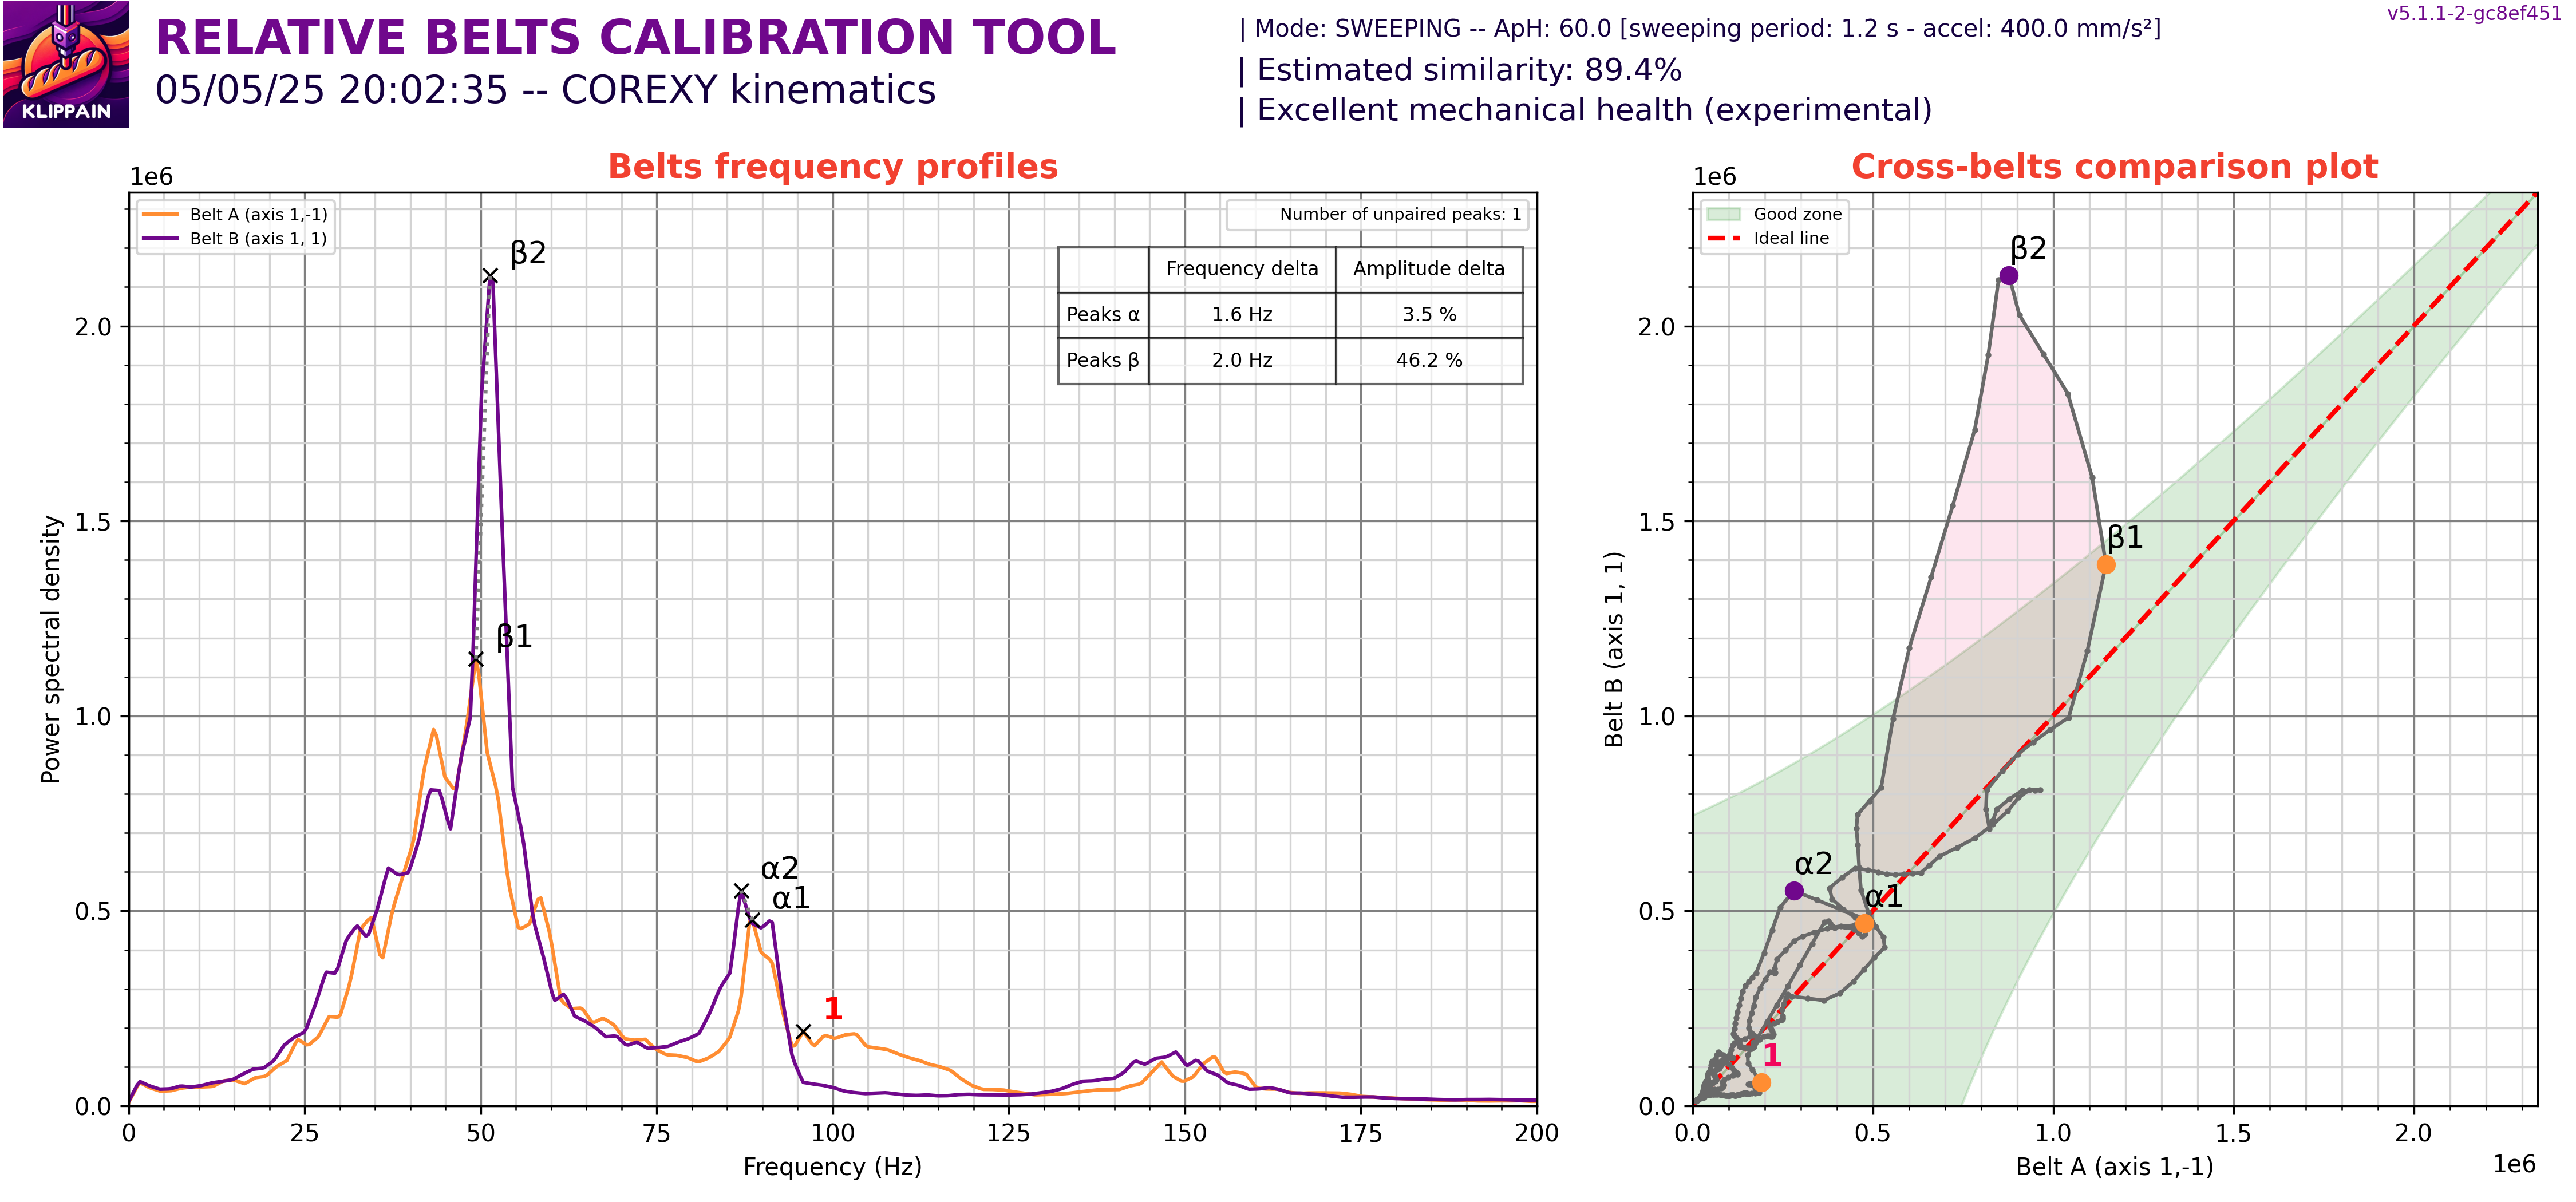 KLIPPAIN
RELATIVE BELTS CALIBRATION TOOL
05/05/25 20:02:35 -- COREXY kinematics
| Mode: SWEEPING -- ApH: 60.0 [sweeping period: 1.2 s - accel: 400.0 mm/s²]
| Estimated similarity: 89.4%
| Excellent mechanical health (experimental)
v5.1.1-2-gc8ef451
Belts frequency profiles
1e6
Belt A (axis 1,-1)
Belt B (axis 1, 1)
Number of unpaired peaks: 1
Frequency delta Amplitude delta
Peaks α 1.6 Hz 3.5 %
Peaks β 2.0 Hz 46.2 %
β2
β1
α2
α1
1
Power spectral density
2.0
1.5
1.0
0.5
0.0
0 25 50 75 100 125 150 175 200
Frequency (Hz)
Cross-belts comparison plot
1e6
Good zone
Ideal line
β2
β1
α2
α1
1
Belt B (axis 1, 1)
2.0
1.5
1.0
0.5
0.0
0.0 0.5 1.0 1.5 2.0
Belt A (axis 1,-1)
1e6